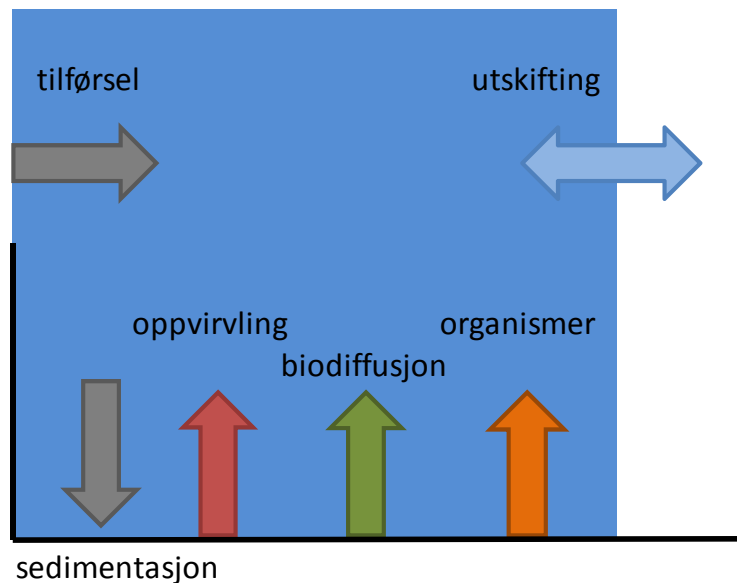 tilførsel
utskifting
oppvirvling
organismer
biodiffusjon
sedimentasjon